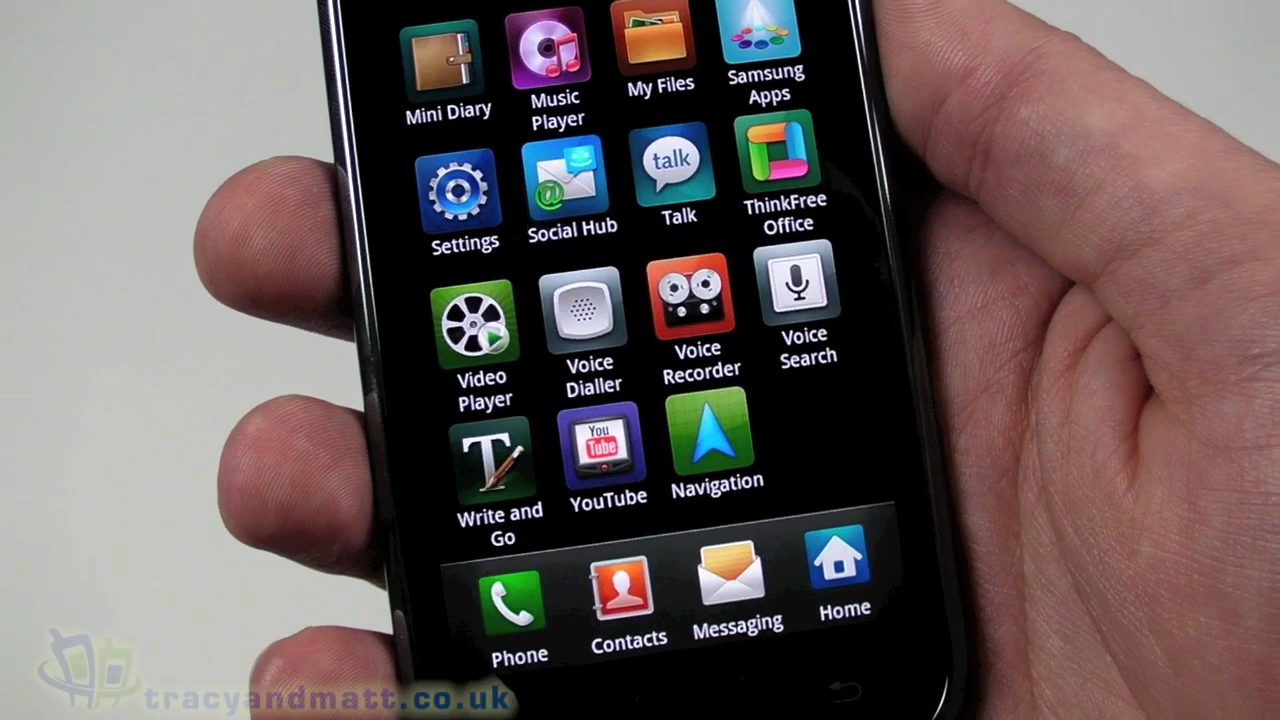 Mini Diary
Music
Player
My Files
Samsung
Apps
Settings
Social Hub
talk
Talk
ThinkFree
Office
Video
Player
Voice
Dialler
Voice
Recorder
Voice
Search
T
Write and
Go
You
Tube
YouTube
Navigation
Phone
Contacts
Messaging
Home
tracyandmatt.co.uk